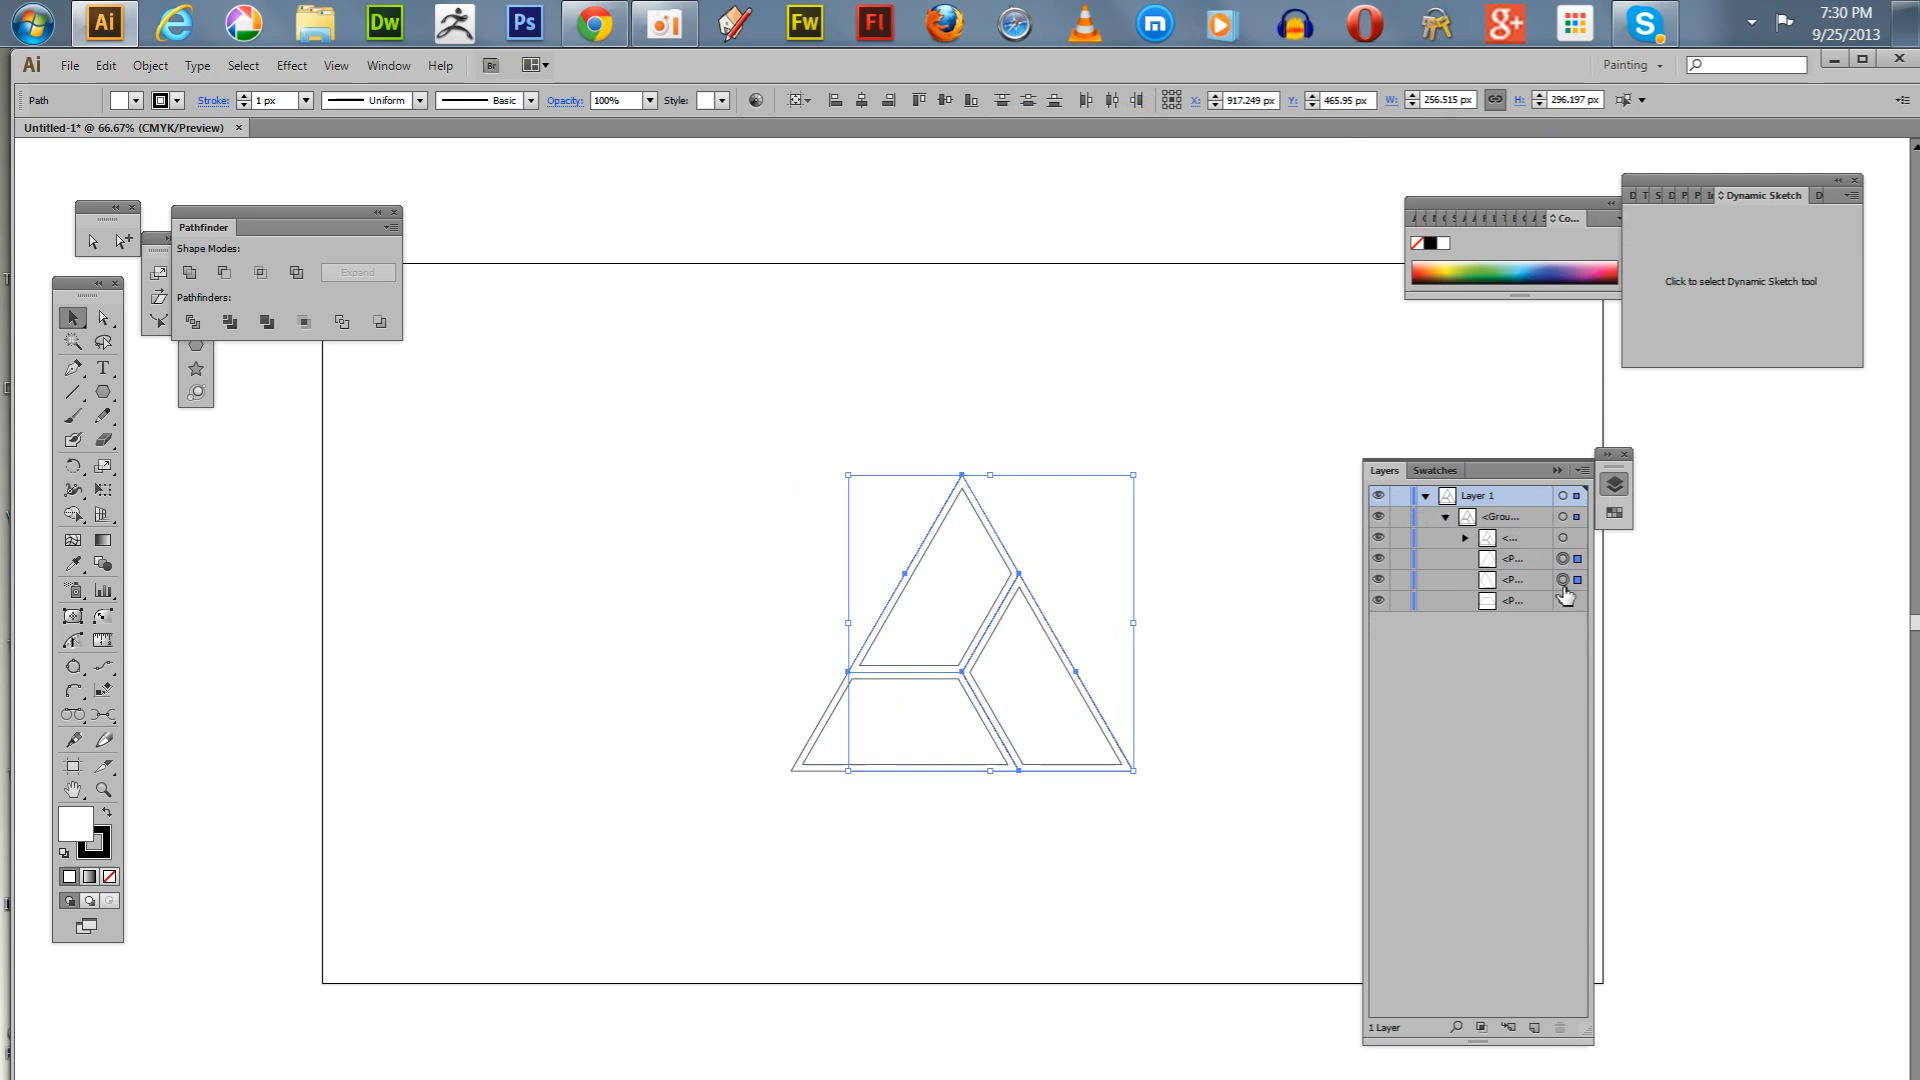 Ai
Dw
Ps
Fw
Fl
g+
S
7:30 PM
9/25/2013
Ai File Edit Object Type Select Effect View Window Help Br
Painting
Path
Stroke: 1 px Uniform Basic Opacity: 100% Style: X: 917.249 px Y: 465.95 px W: 256.515 px H: 296.197 px
Untitled-1* @ 66.67% (CMYK/Preview) ×
Pathfinder
Shape Modes:
Expand
Pathfinders:
Co...
D T S D P P Dynamic Sketch D
Click to select Dynamic Sketch tool
Layers Swatches
Layer 1
<Grou...
<...
<P...
<P...
<P...
1 Layer
T